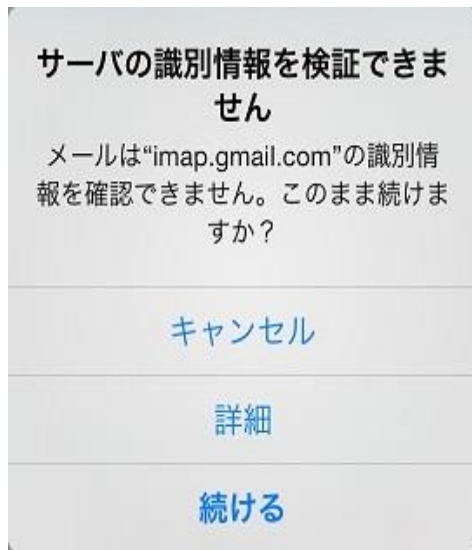 サーバの識別情報を検証できま
せん
メールは“imap.gmail.com”の識別情
報を確認できません。このまま続けま
すか？
キャンセル
詳細
続ける